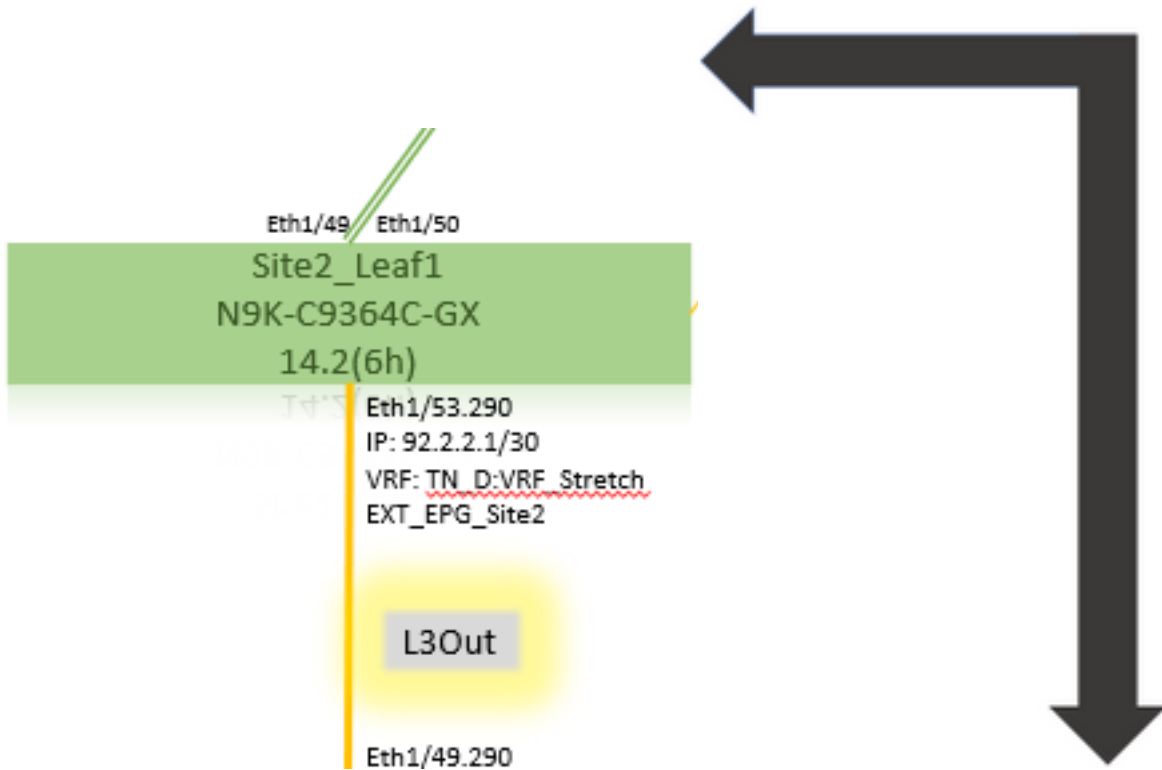 Eth1/49 Eth1/50
Site2_Leaf1
N9K-C9364C-GX
14.2(6h)
Eth1/53.290
IP: 92.2.2.1/30
VRF: TN_D:VRF_Stretch
EXT_EPG_Site2
L3Out
Eth1/49.290